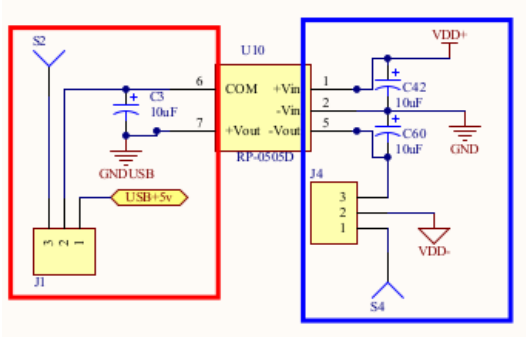 S2
U10
VDD+
6
COM
+Vin
1
C42
10uF
C3
10uF
-Vin
2
7
+Vout
-Vout
5
C60
10uF
GND
RP-0505D
GNDUSB
USB+5v
J4
3
2
1
VDD-
3
2
1
J1
S4